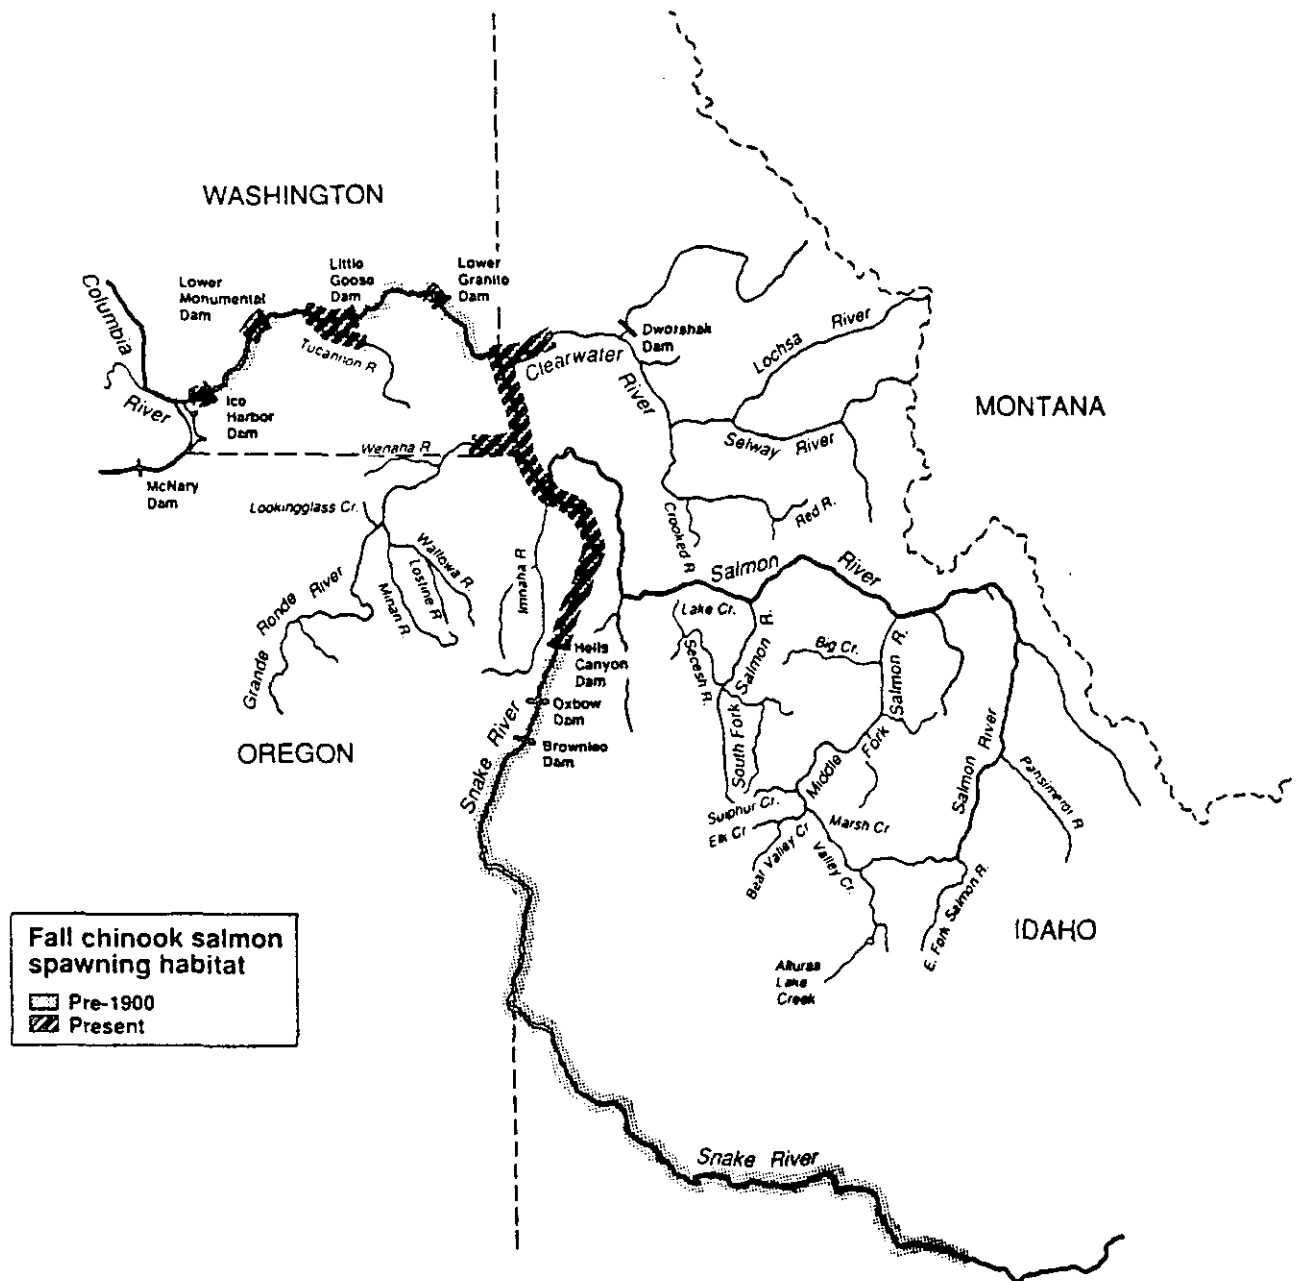 WASHINGTON
Lower
Monumental
Dam
Little
Goose
Dam
Lower
Granite
Dam
Columbia
River
Tucannon R.
Ice
Harbor
Dam
McNary
Dam
Clearwater
River
Dworshak
Dam
Lochsa River
Selway River
MONTANA
Wenaha R.
Lookingglass Cr.
Wallowa R.
Lostine R.
Minan R.
Grande Ronde River
Imnaha R.
Crooked R.
Red R.
Salmon River
Lake Cr.
Secesh R.
South Fork Salmon R.
Big Cr.
Middle Fork Salmon R.
Salmon River
Pahsimeroi R.
Hells
Canyon
Dam
Oxbow
Dam
Brownlee
Dam
Snake River
OREGON
Sulphur Cr.
Elk Cr.
Bear Valley Cr.
Marsh Cr.
Valley Cr.
E. Fork Salmon R.
IDAHO
Alturas
Lake
Creek
Fall chinook salmon
spawning habitat
Pre-1900
Present
Snake River